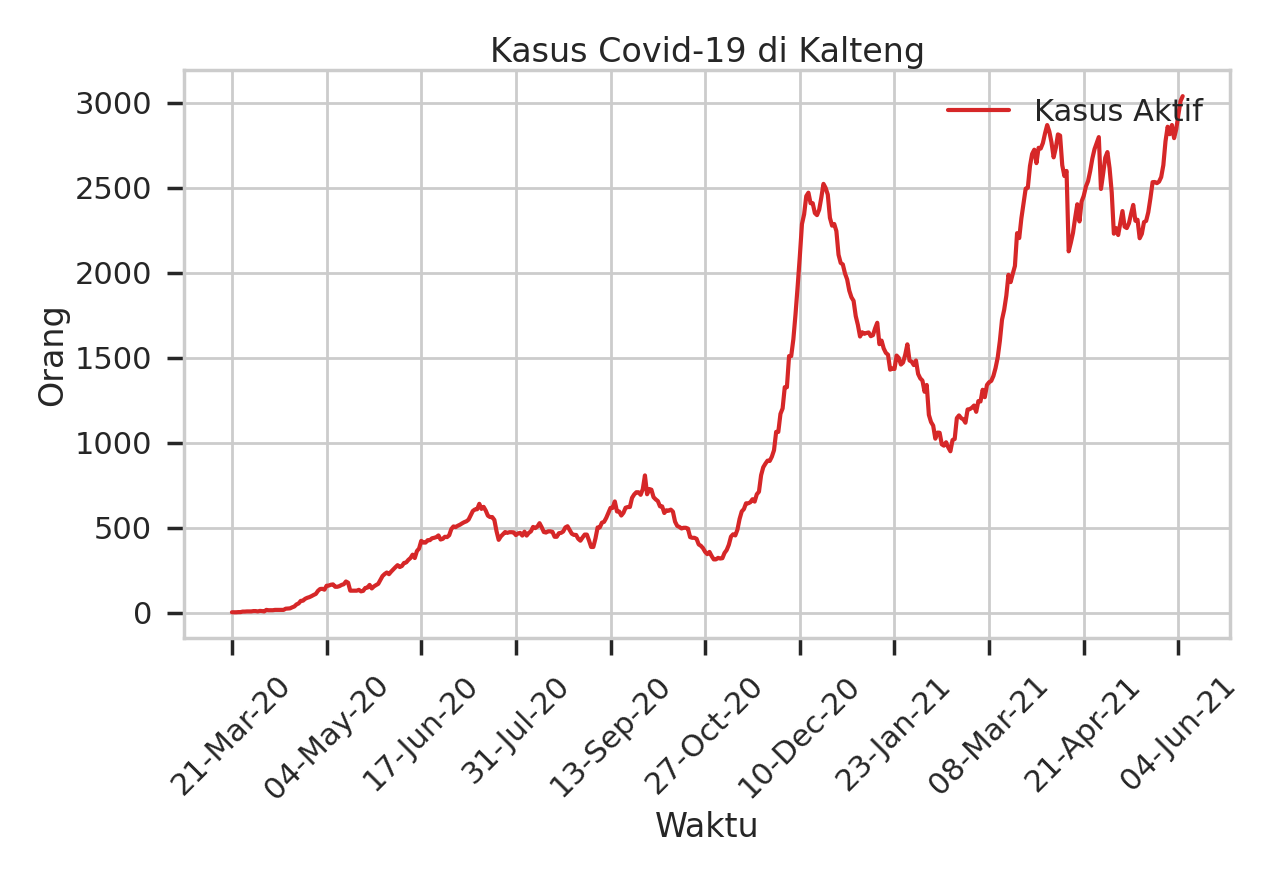 Kasus Covid-19 di Kalteng
Kasus Aktif
Orang
3000
2500
2000
1500
1000
500
0
21-Mar-20
04-May-20
17-Jun-20
31-Jul-20
13-Sep-20
27-Oct-20
10-Dec-20
23-Jan-21
08-Mar-21
21-Apr-21
04-Jun-21
Waktu